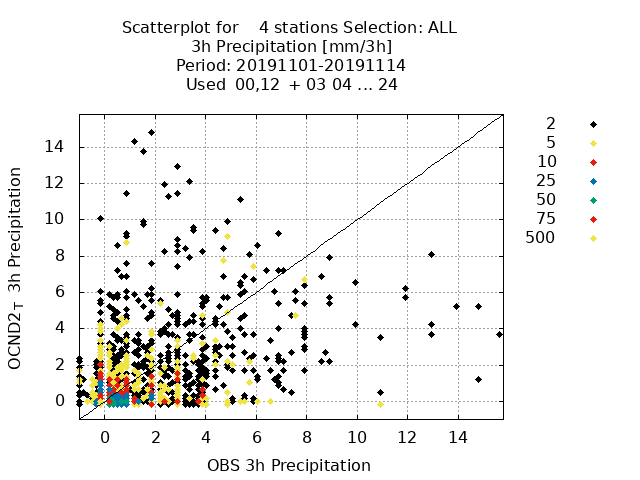 Scatterplot for    4 stations Selection: ALL
3h Precipitation [mm/3h]
Period: 20191101-20191114
Used  00,12  + 03 04 ... 24
2
5
10
25
50
75
500
OCND2T  3h Precipitation
14
12
10
8
6
4
2
0
0 2 4 6 8 10 12 14
OBS 3h Precipitation